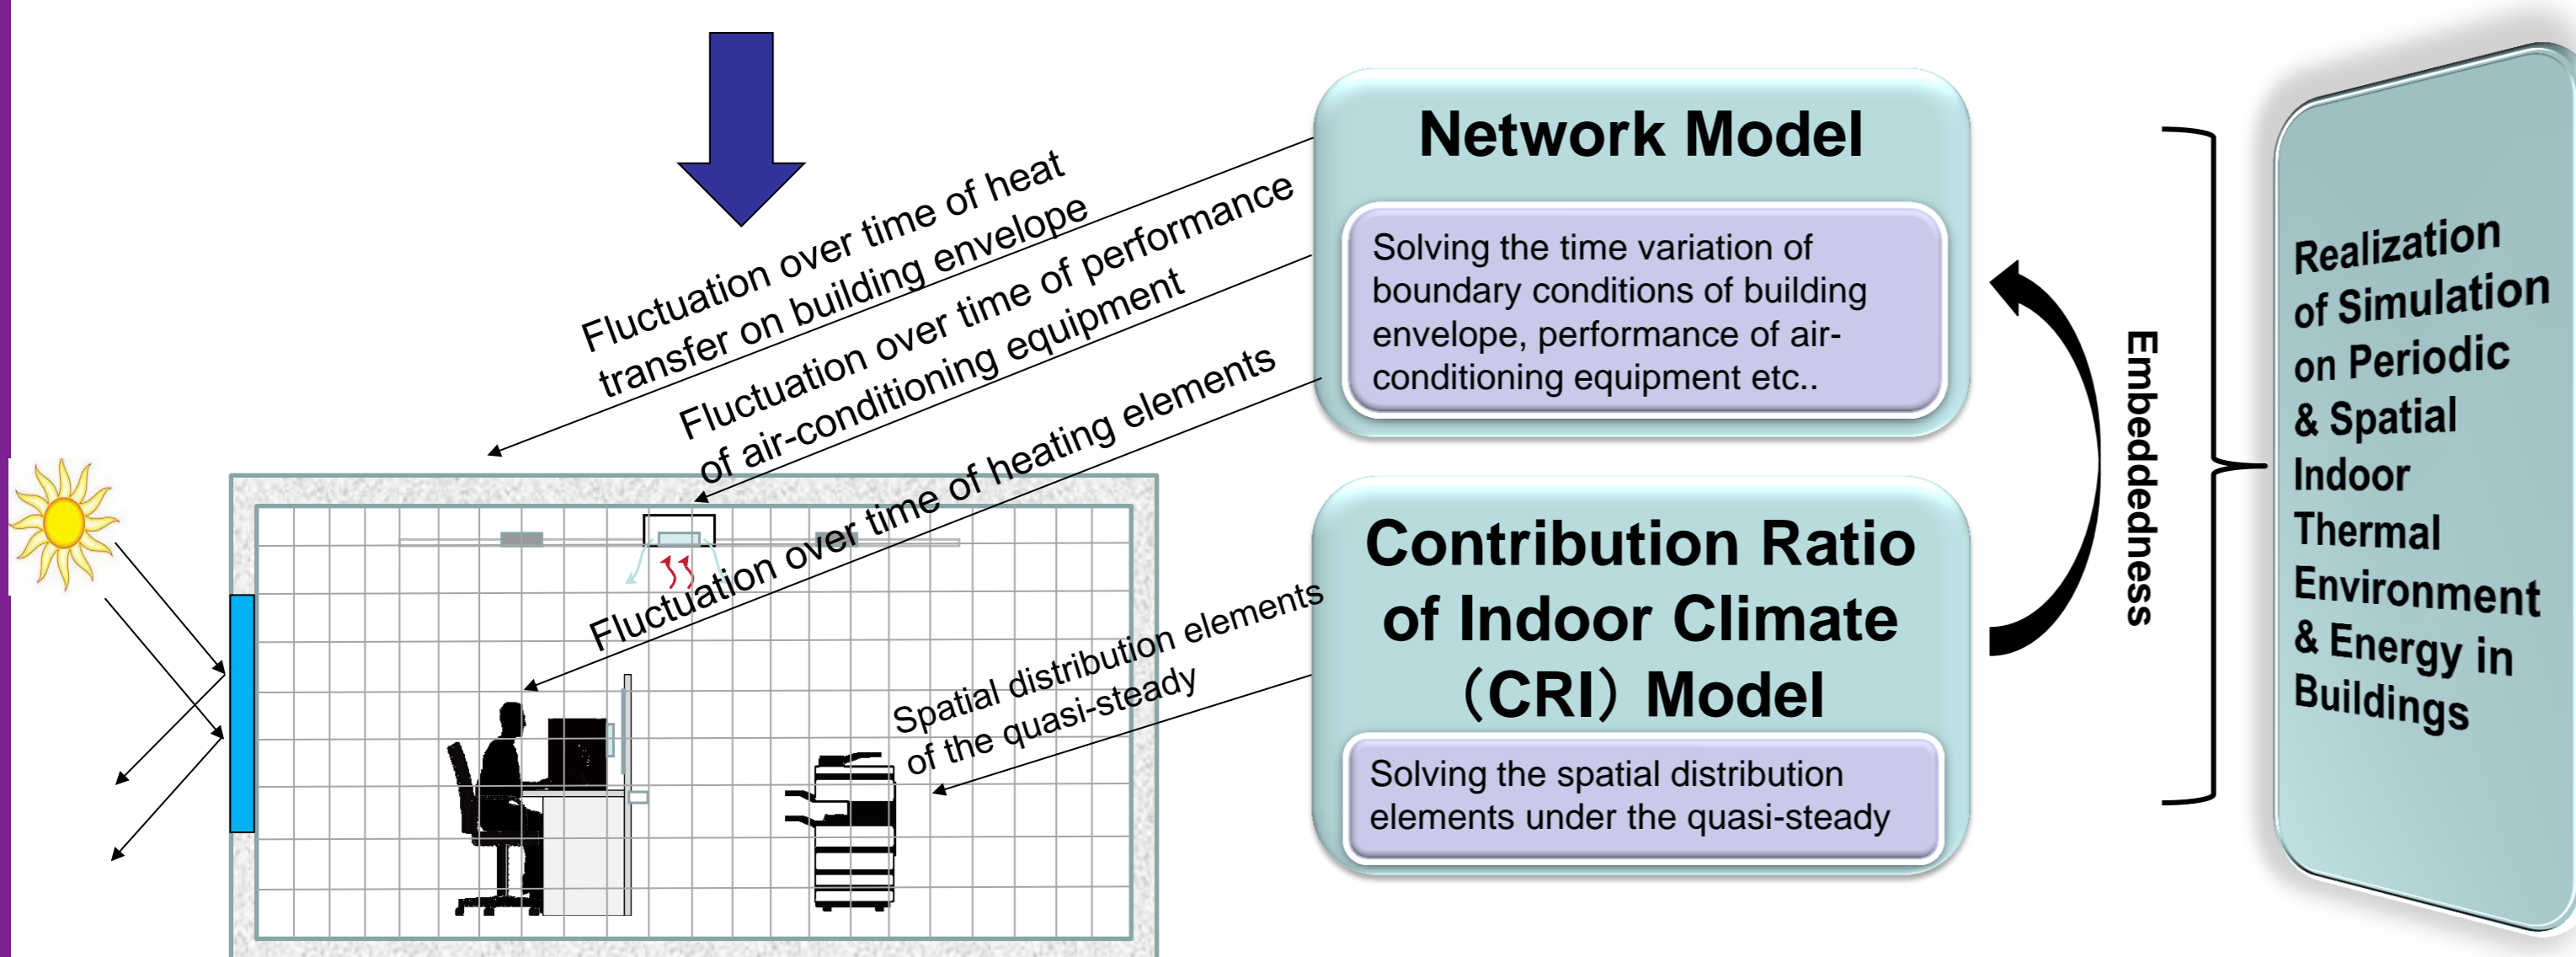 Fluctuation over time of heat
transfer on building envelope
Fluctuation over time of performance
of air-conditioning equipment
Fluctuation over time of heating elements
Spatial distribution elements
of the quasi-steady
Network Model
Solving the time variation of
boundary conditions of building
envelope, performance of air-
conditioning equipment etc..
Contribution Ratio
of Indoor Climate
（CRI）Model
Solving the spatial distribution
elements under the quasi-steady
Embeddedness
Realization
of Simulation
on Periodic
& Spatial
Indoor
Thermal
Environment
& Energy in
Buildings